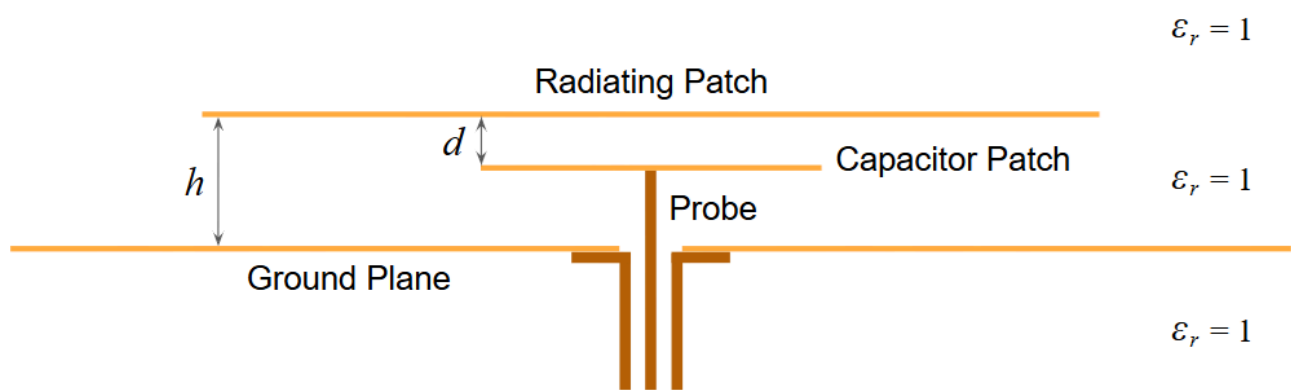 εr = 1
Radiating Patch
d
Capacitor Patch
h
εr = 1
Probe
Ground Plane
εr = 1